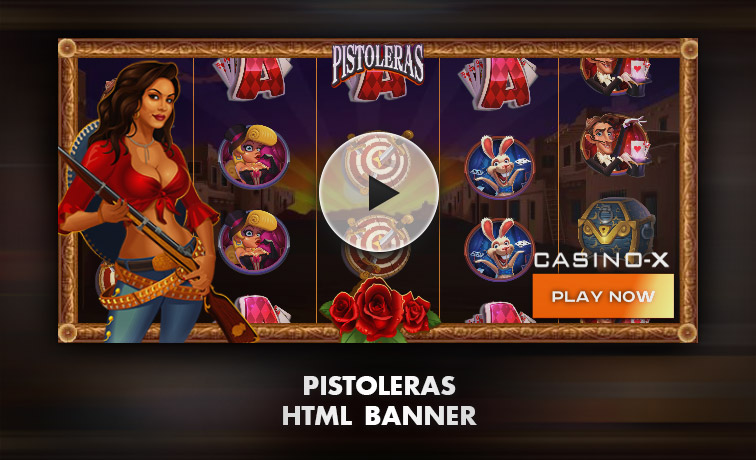 PISTOLERAS
A A A
CASINO-X
PLAY NOW
PISTOLERAS
HTML BANNER